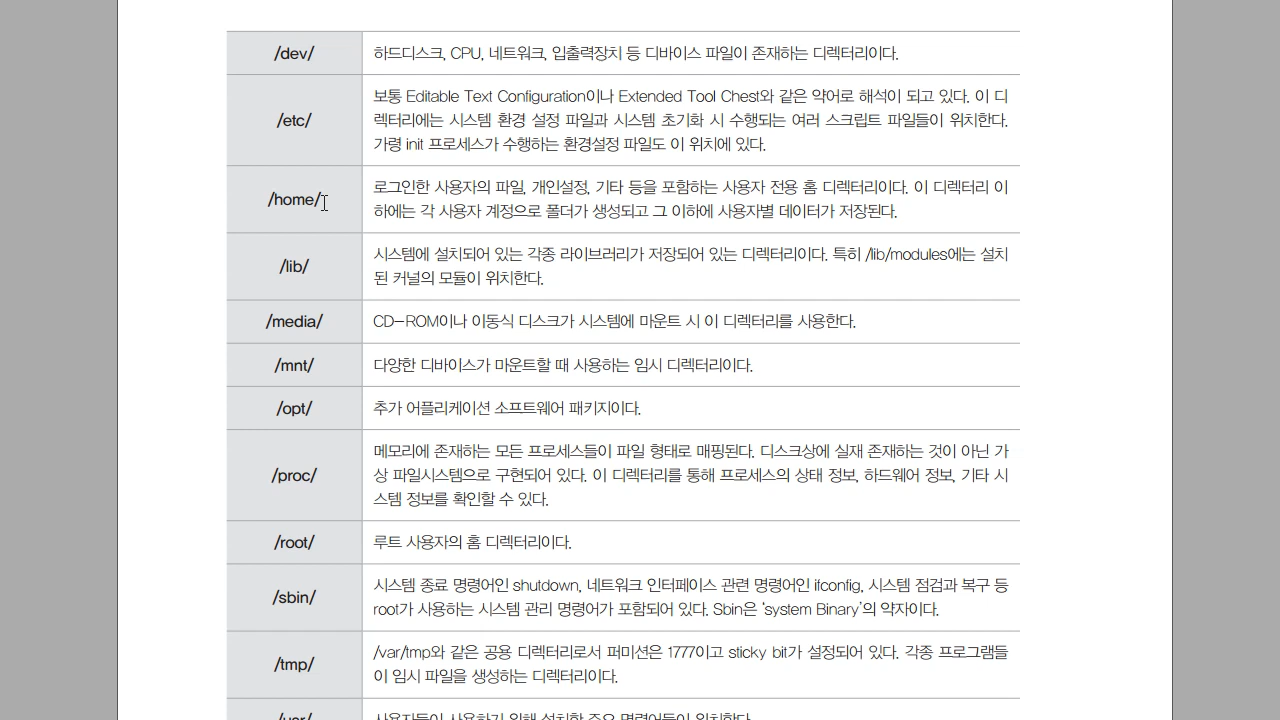 /dev/
하드디스크, CPU, 네트워크, 입출력장치 등 디바이스 파일이 존재하는 디렉터리이다.
/etc/
보통 Editable Text Configuration이나 Extended Tool Chest와 같은 약어로 해석이 되고 있다. 이 디
렉터리에는 시스템 환경 설정 파일과 시스템 초기화 시 수행되는 여러 스크립트 파일들이 위치한다.
가령 init 프로세스가 수행하는 환경설정 파일도 이 위치에 있다.
/home/
로그인한 사용자의 파일, 개인설정, 기타 등을 포함하는 사용자 전용 홈 디렉터리이다. 이 디렉터리 이
하에는 각 사용자 계정으로 폴더가 생성되고 그 이하에 사용자별 데이터가 저장된다.
/lib/
시스템에 설치되어 있는 각종 라이브러리가 저장되어 있는 디렉터리이다. 특히 /lib/modules에는 설치
된 커널의 모듈이 위치한다.
/media/
CD-ROM이나 이동식 디스크가 시스템에 마운트 시 이 디렉터리를 사용한다.
/mnt/
다양한 디바이스가 마운트할 때 사용하는 임시 디렉터리이다.
/opt/
추가 어플리케이션 소프트웨어 패키지이다.
/proc/
메모리에 존재하는 모든 프로세스들이 파일 형태로 매핑된다. 디스크상에 실재 존재하는 것이 아닌 가
상 파일시스템으로 구현되어 있다. 이 디렉터리를 통해 프로세스의 상태 정보, 하드웨어 정보, 기타 시
스템 정보를 확인할 수 있다.
/root/
루트 사용자의 홈 디렉터리이다.
/sbin/
시스템 종료 명령어인 shutdown, 네트워크 인터페이스 관련 명령어인 ifconfig, 시스템 점검과 복구 등
root가 사용하는 시스템 관리 명령어가 포함되어 있다. Sbin은 ‘system Binary’의 약자이다.
/tmp/
/var/tmp와 같은 공용 디렉터리로서 퍼미션은 1777이고 sticky bit가 설정되어 있다. 각종 프로그램들
이 임시 파일을 생성하는 디렉터리이다.
사용자들이 사용하기 위해 설치한 주요 명령어들이 위치한다.